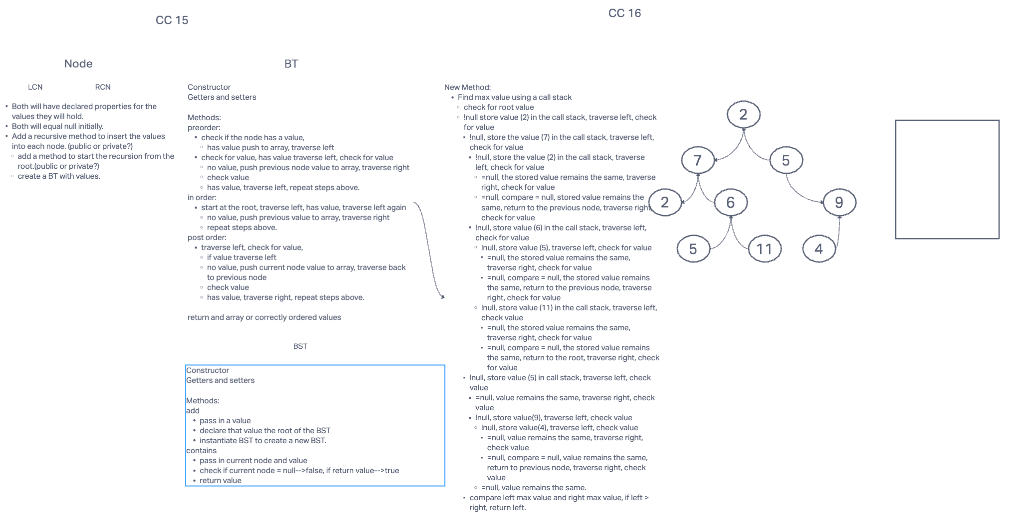 CC 15
CC 16
Node
LCN
RCN
• Both will have declared properties for the
values they will hold.
• Both will equal null initially.
• Add a recursive method to insert the values
into each node. (public or private?)
◦ add a method to start the recursion from the
root.(public or private?)
◦ create a BT with values.
BT
Constructor
Getters and setters
Methods:
preorder:
• check if the node has a value,
◦ has value push to array, traverse left
• check for value, has value traverse left, check for value
◦ no value, push previous node value to array, traverse right
◦ check value
◦ has value, traverse left, repeat steps above.
in order:
• start at the root, traverse left, has value, traverse left again
◦ no value, push previous value to array, traverse right
◦ repeat steps above.
post order:
• traverse left, check for value,
◦ if value traverse left
◦ no value, push current node value to array, traverse back
to previous node
◦ check value
◦ has value, traverse right, repeat steps above.
return and array or correctly ordered values
BST
Constructor
Getters and setters
Methods:
add
• pass in a value
• declare that value the root of the BST
• instantiate BST to create a new BST.
contains
• pass in current node and value
• check if current node = null-->false, if return value-->true
• return value
New Method:
• Find max value using a call stack
◦ check for root value
◦ !null store value (2) in the call stack, traverse left, check
for value
▪ !null, store the value (7) in the call stack, traverse left,
check for value
▪ !null, store the value (2) in the call stack, traverse
left, check for value
◦ =null, the stored value remains the same, traverse
right, check for value
◦ =null, compare = null, stored value remains the
same, return to the previous node, traverse right,
check for value
▪ !null, store value (6) in the call stack, traverse left,
check for value
◦ !null, store value (5), traverse left, check for value
▪ =null, the stored value remains the same,
traverse right, check for value
▪ =null, compare = null, the stored value remains
the same, return to the previous node, traverse
right, check for value
◦ !null, store value (11) in the call stack, traverse left,
check value
▪ =null, the stored value remains the same,
traverse right, check for value
▪ =null, compare = null, the stored value remains
the same, return to the root, traverse right, check
for value
▪ !null, store value (5) in call stack, traverse left, check
value
▪ =null, value remains the same, traverse right, check
value
▪ !null, store value(9), traverse left, check value
◦ !null, store value(4), traverse left, check value
▪ =null, value remains the same, traverse right,
check value
▪ =null, compare = null, value remains the same,
return to previous node, traverse right, check
value
◦ =null, value remains the same.
▪ compare left max value and right max value, if left >
right, return left.
2
7
5
2
6
9
5
11
4